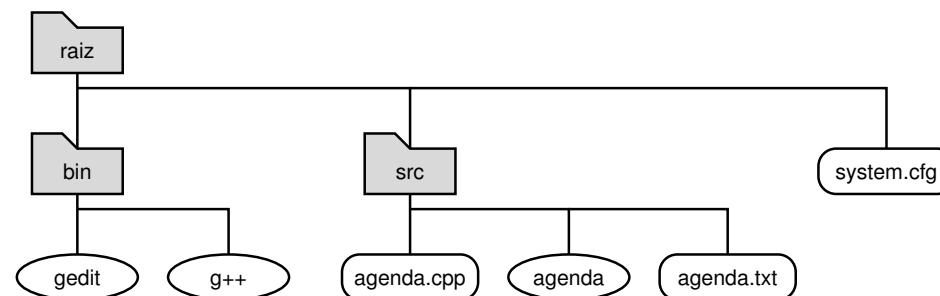 raiz
bin
src
system.cfg
gedit
g++
agenda.cpp
agenda
agenda.txt